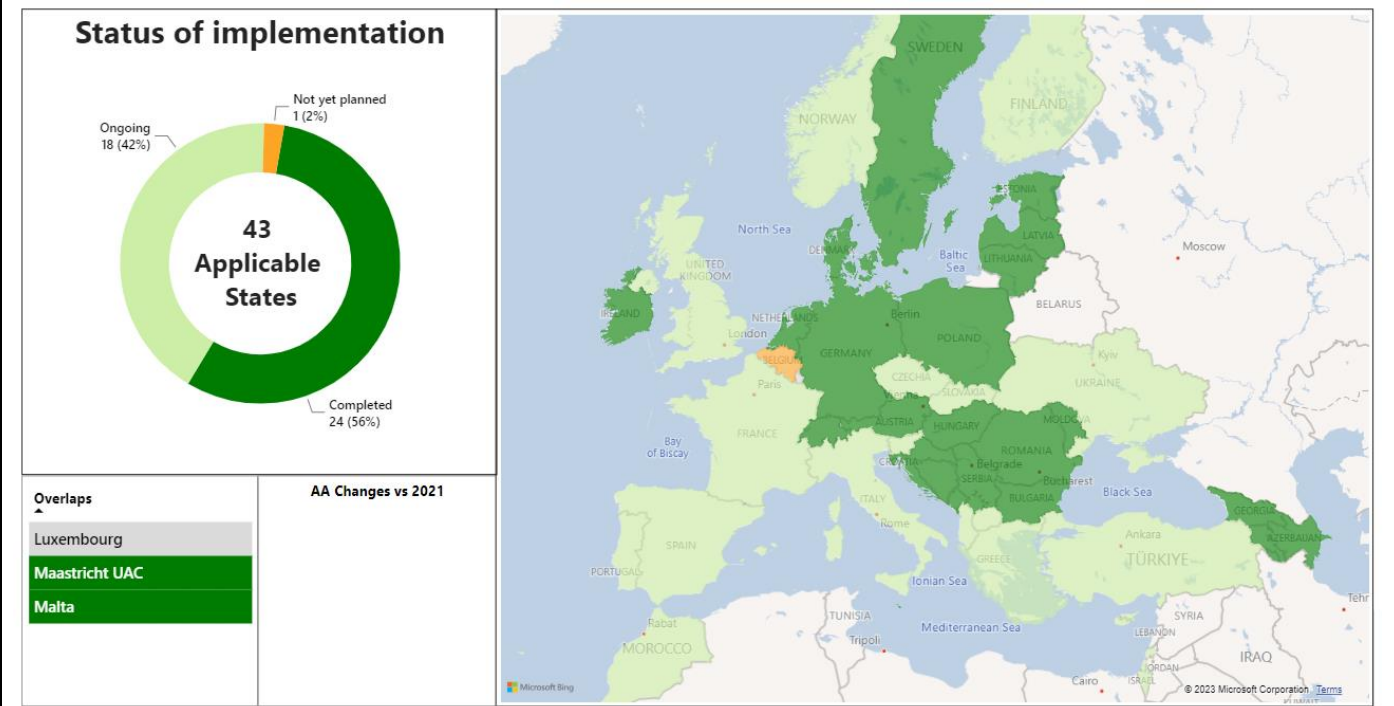 Status of implementation
Not yet planned
1 (2%)
Ongoing
18 (42%)
43
Applicable
States
Completed
24 (56%)
Overlaps
Luxembourg
Maastricht UAC
Malta
AA Changes vs 2021
SWEDEN
FINLAND
NORWAY
ESTONIA
North Sea
LATVIA
Moscow
DENMARK
Baltic
Sea
LITHUANIA
UNITED
KINGDOM
BELARUS
IRELAND
NETHERLANDS
Berlin
London
POLAND
GERMANY
BELGIUM
Kyiv
Paris
CZECHIA
UKRAINE
SLOVAKIA
Vienna
AUSTRIA
HUNGARY
MOLDOVA
FRANCE
Bay
of Biscay
ROMANIA
CROATIA
Belgrade
SERBIA
Bucharest
Black Sea
ITALY
BULGARIA
GEORGIA
Rome
Ankara
AZERBAIJAN
SPAIN
GREECE
TÜRKIYE
PORTUGAL
Ionian Sea
Tehr
TUNISIA
SYRIA
Rabat
Mediterranean Sea
LEBANON
Tripoli
MOROCCO
IRAQ
JORDAN
Cairo
ISRAEL
Microsoft Bing
© 2023 Microsoft Corporation Terms